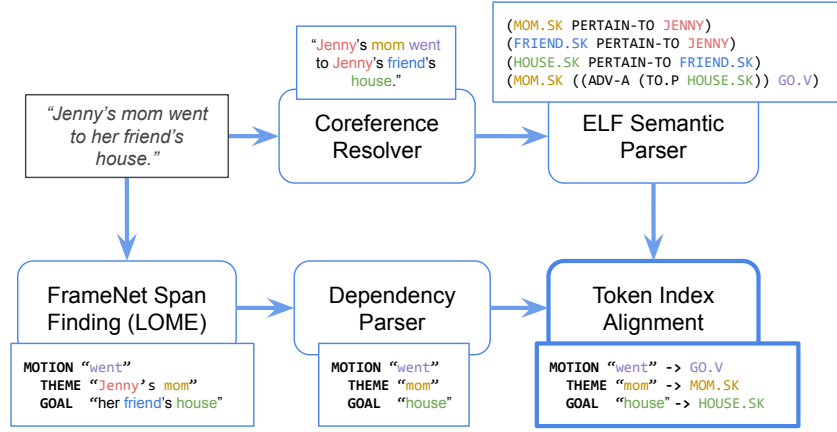 "Jenny's mom went
to her friend's
house."
"Jenny's mom went
to Jenny's friend's
house."
Coreference
Resolver
(MOM.SK PERTAIN-TO JENNY)
(FRIEND.SK PERTAIN-TO JENNY)
(HOUSE.SK PERTAIN-TO FRIEND.SK)
(MOM.SK ((ADV-A (TO.P HOUSE.SK)) GO.V)
ELF Semantic
Parser
FrameNet Span
Finding (LOME)
MOTION "went"
THEME "Jenny's mom"
GOAL "her friend's house"
Dependency
Parser
MOTION "went"
THEME "mom"
GOAL "house"
Token Index
Alignment
MOTION "went" -> GO.V
THEME "mom" -> MOM.SK
GOAL "house" -> HOUSE.SK